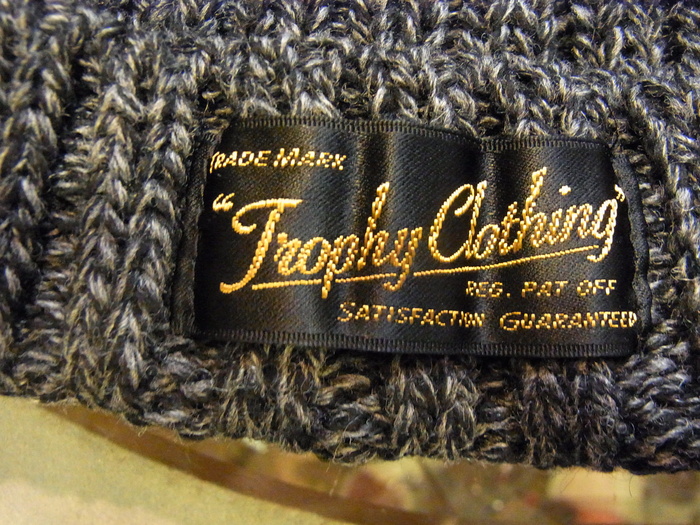 TRADE MARK
"Trophy Clothing"
REG. PAT OFF
SATISFACTION GUARANTEED